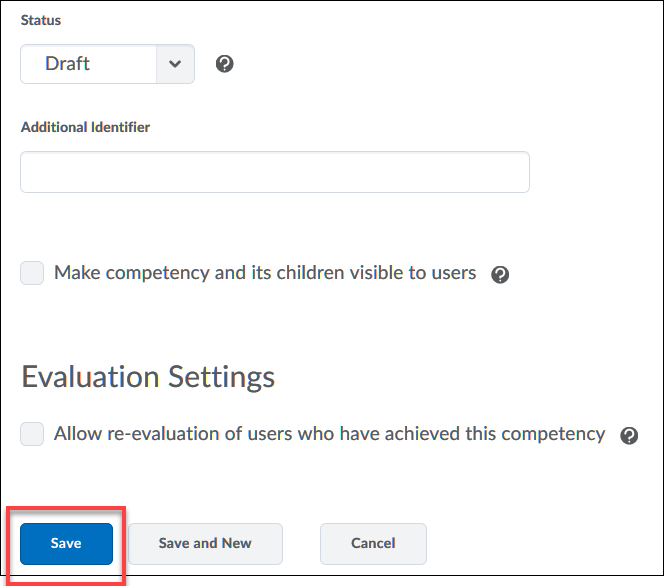 Status
Draft
Additional Identifier
Make competency and its children visible to users
Evaluation Settings
Allow re-evaluation of users who have achieved this competency
Save Save and New Cancel